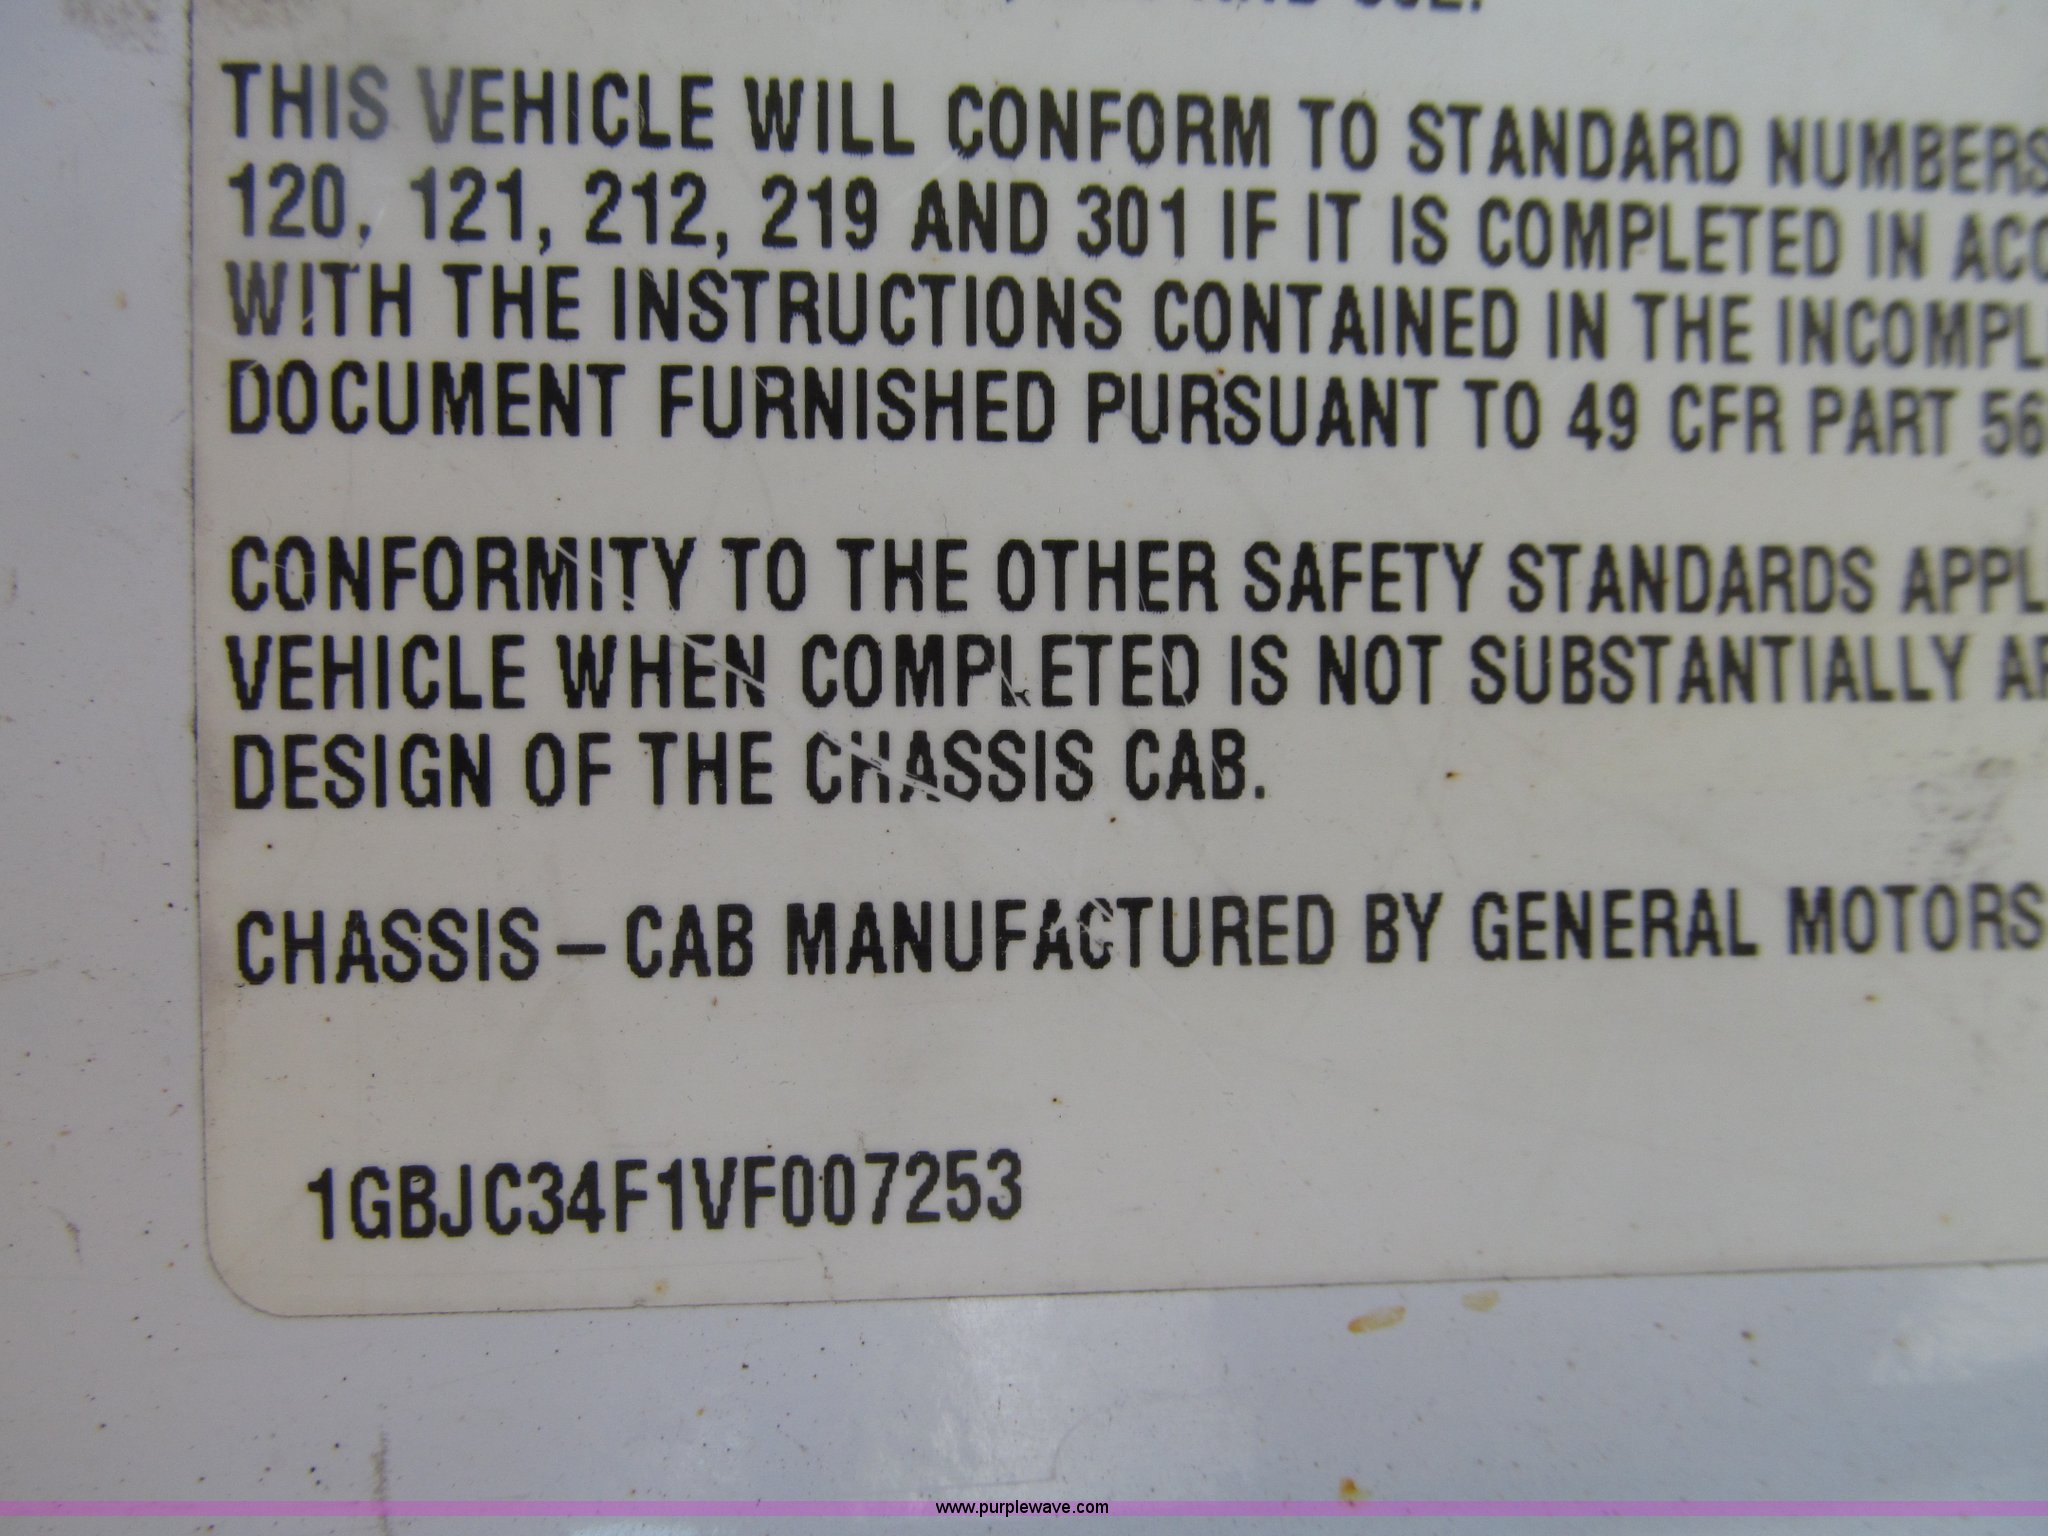 THIS VEHICLE WILL CONFORM TO STANDARD NUMBERS
120, 121, 212, 219 AND 301 IF IT IS COMPLETED IN ACC
WITH THE INSTRUCTIONS CONTAINED IN THE INCOMPL
DOCUMENT FURNISHED PURSUANT TO 49 CFR PART 56
CONFORMITY TO THE OTHER SAFETY STANDARDS APPL
VEHICLE WHEN COMPLETED IS NOT SUBSTANTIALLY
DESIGN OF THE CHASSIS CAB.
CHASSIS – CAB MANUFACTURED BY GENERAL MOTORS
1GBJC34F1VF007253
www.purplewave.com